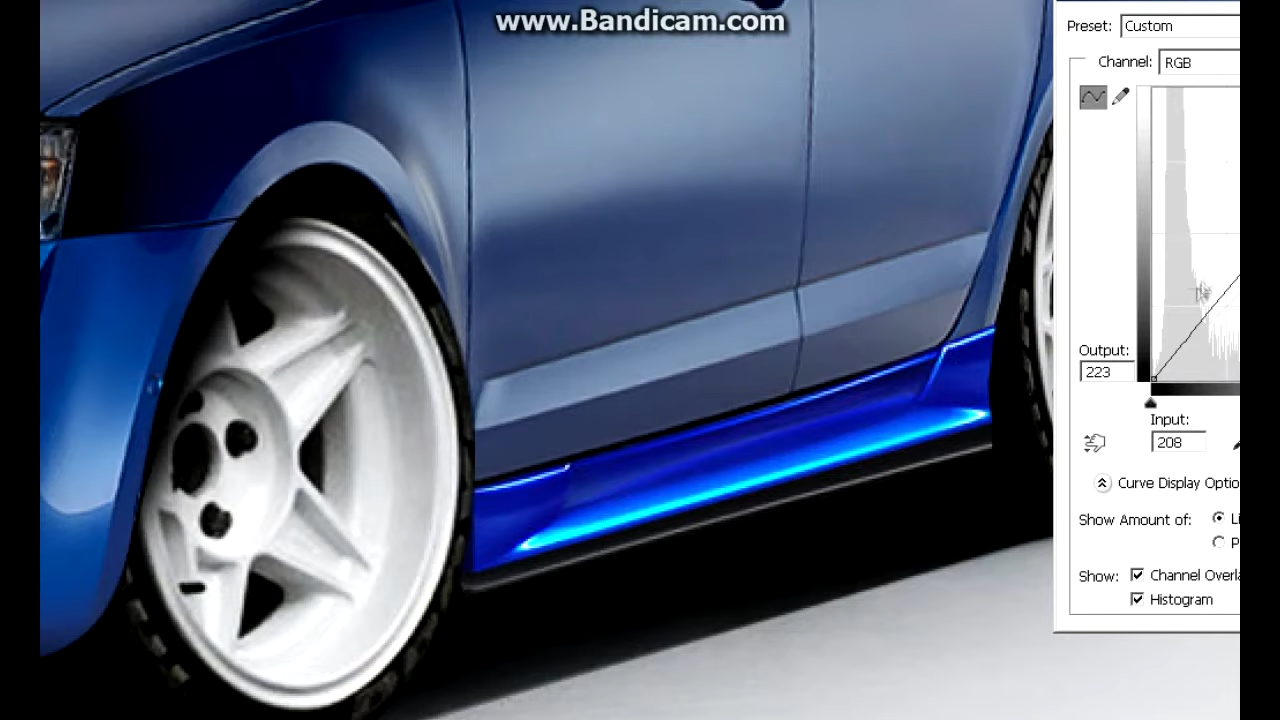 www.Bandicam.com
Preset: Custom
Channel: RGB
Output:
223
Input:
208
Curve Display Optio
Show Amount of: Li
P
Show: Channel Overla
Histogram